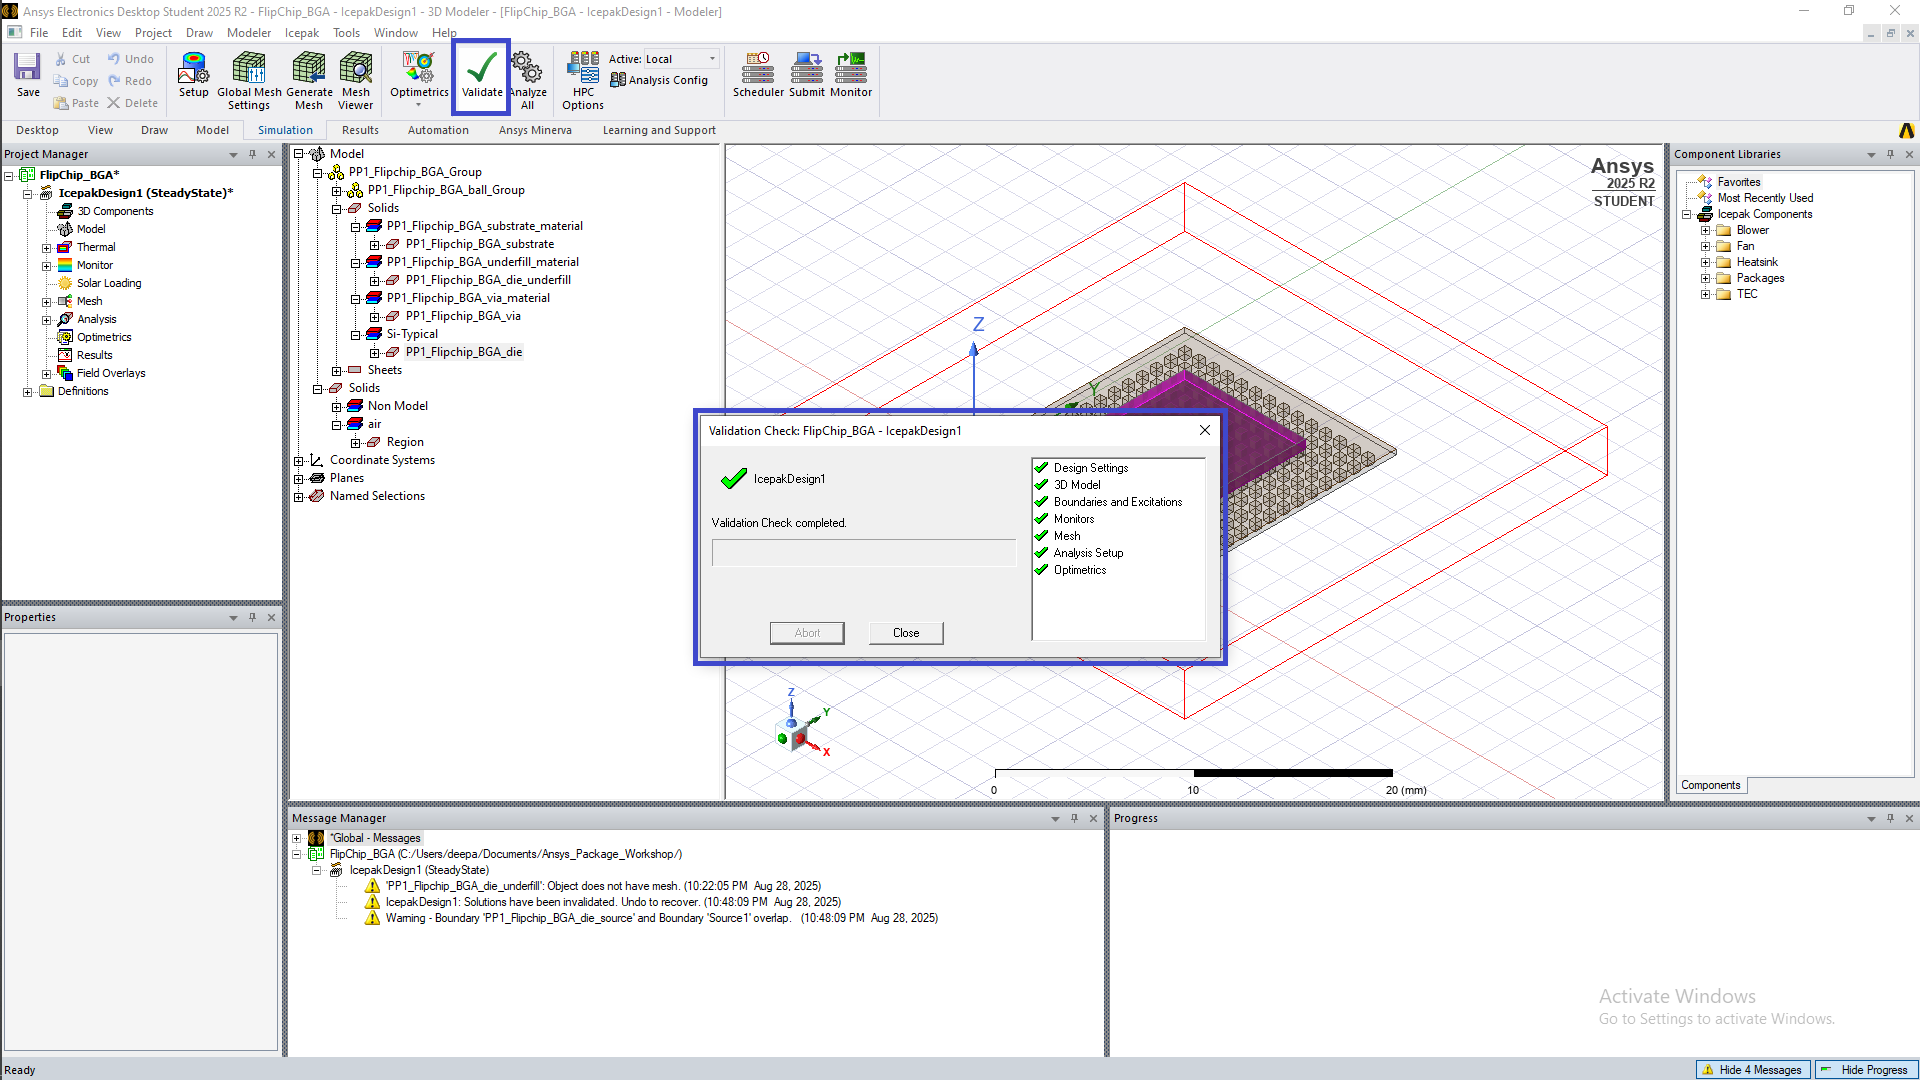 Ansys Electronics Desktop Student 2025 R2 - FlipChip_BGA - IcepakDesign1 - 3D Modeler - [FlipChip_BGA - IcepakDesign1 - Modeler]
File Edit View Project Draw Modeler Icepak Tools Window Help
Save
Cut
Copy
Paste
Undo
Redo
Delete
Setup
Global Mesh Settings
Generate Mesh
Mesh Viewer
Optimetrics
Validate
Analyze All
HPC Options
Active: Local
Analysis Config
Scheduler
Submit
Monitor
Desktop View Draw Model Simulation Results Automation Ansys Minerva Learning and Support
Project Manager
FlipChip_BGA*
IcepakDesign1 (SteadyState)*
3D Components
Model
Thermal
Monitor
Solar Loading
Mesh
Analysis
Optimetrics
Results
Field Overlays
Definitions
Properties
Model
PP1_Flipchip_BGA_Group
PP1_Flipchip_BGA_ball_Group
Solids
PP1_Flipchip_BGA_substrate_material
PP1_Flipchip_BGA_substrate
PP1_Flipchip_BGA_underfill_material
PP1_Flipchip_BGA_die_underfill
PP1_Flipchip_BGA_via_material
PP1_Flipchip_BGA_via
Si-Typical
PP1_Flipchip_BGA_die
Sheets
Solids
Non Model
air
Region
Coordinate Systems
Planes
Named Selections
Ansys
2025 R2
STUDENT
Z
Y
Validation Check: FlipChip_BGA - IcepakDesign1
IcepakDesign1
Validation Check completed.
Abort
Close
Design Settings
3D Model
Boundaries and Excitations
Monitors
Mesh
Analysis Setup
Optimetrics
Z
Y
X
0 10 20 (mm)
Component Libraries
Favorites
Most Recently Used
Icepak Components
Blower
Fan
Heatsink
Packages
TEC
Components
Message Manager
*Global - Messages
FlipChip_BGA (C:/Users/deepa/Documents/Ansys_Package_Workshop/)
IcepakDesign1 (SteadyState)
'PP1_Flipchip_BGA_die_underfill': Object does not have mesh. (10:22:05 PM Aug 28, 2025)
IcepakDesign1: Solutions have been invalidated. Undo to recover. (10:48:09 PM Aug 28, 2025)
Warning - Boundary 'PP1_Flipchip_BGA_die_source' and Boundary 'Source1' overlap. (10:48:09 PM Aug 28, 2025)
Progress
Activate Windows
Go to Settings to activate Windows.
Ready
Hide 4 Messages
Hide Progress